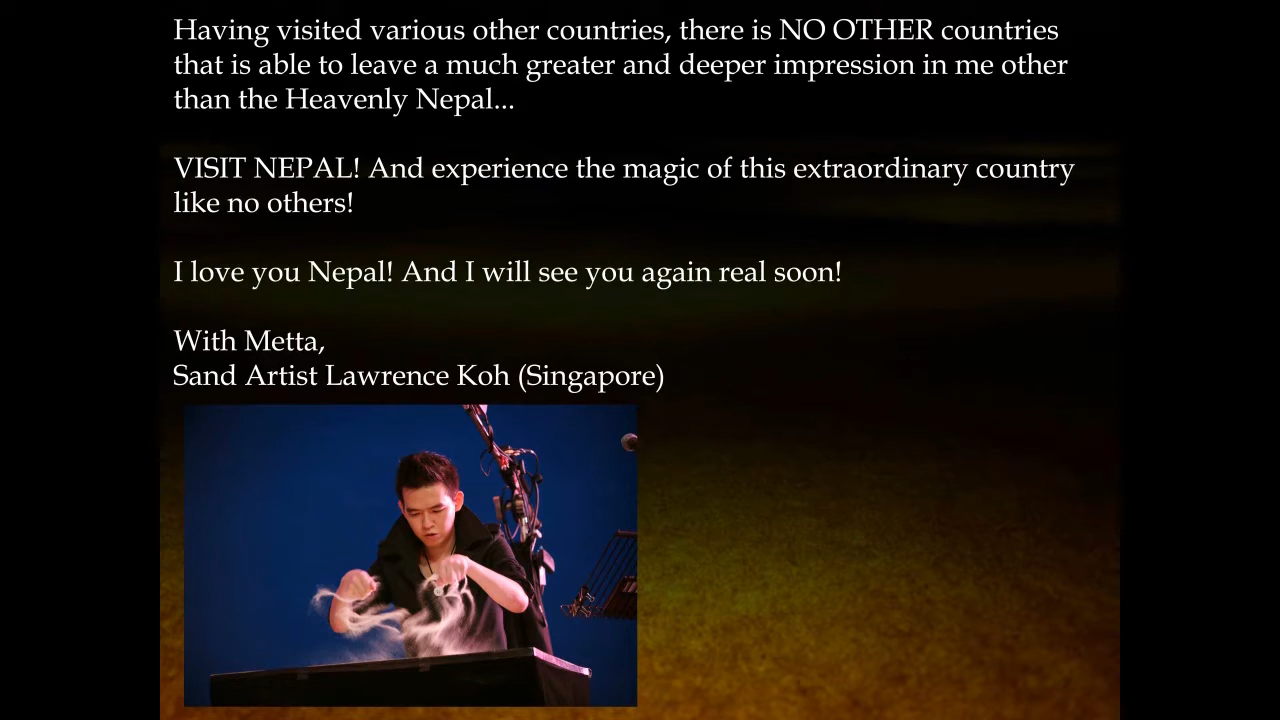 Having visited various other countries, there is NO OTHER countries
that is able to leave a much greater and deeper impression in me other
than the Heavenly Nepal...
VISIT NEPAL! And experience the magic of this extraordinary country
like no others!
I love you Nepal! And I will see you again real soon!
With Metta,
Sand Artist Lawrence Koh (Singapore)